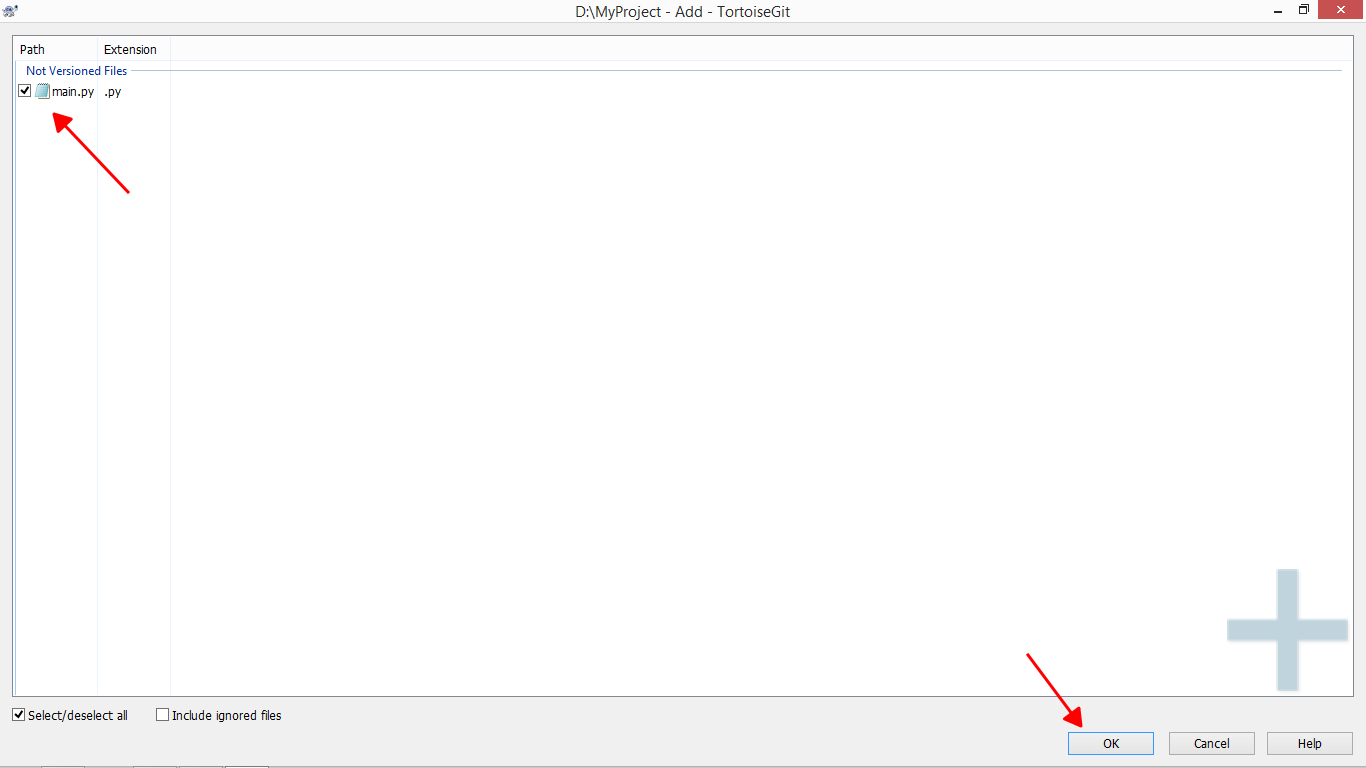 D:\MyProject - Add - TortoiseGit
Path Extension
Not Versioned Files
main.py .py
Select/deselect all Include ignored files
OK Cancel Help